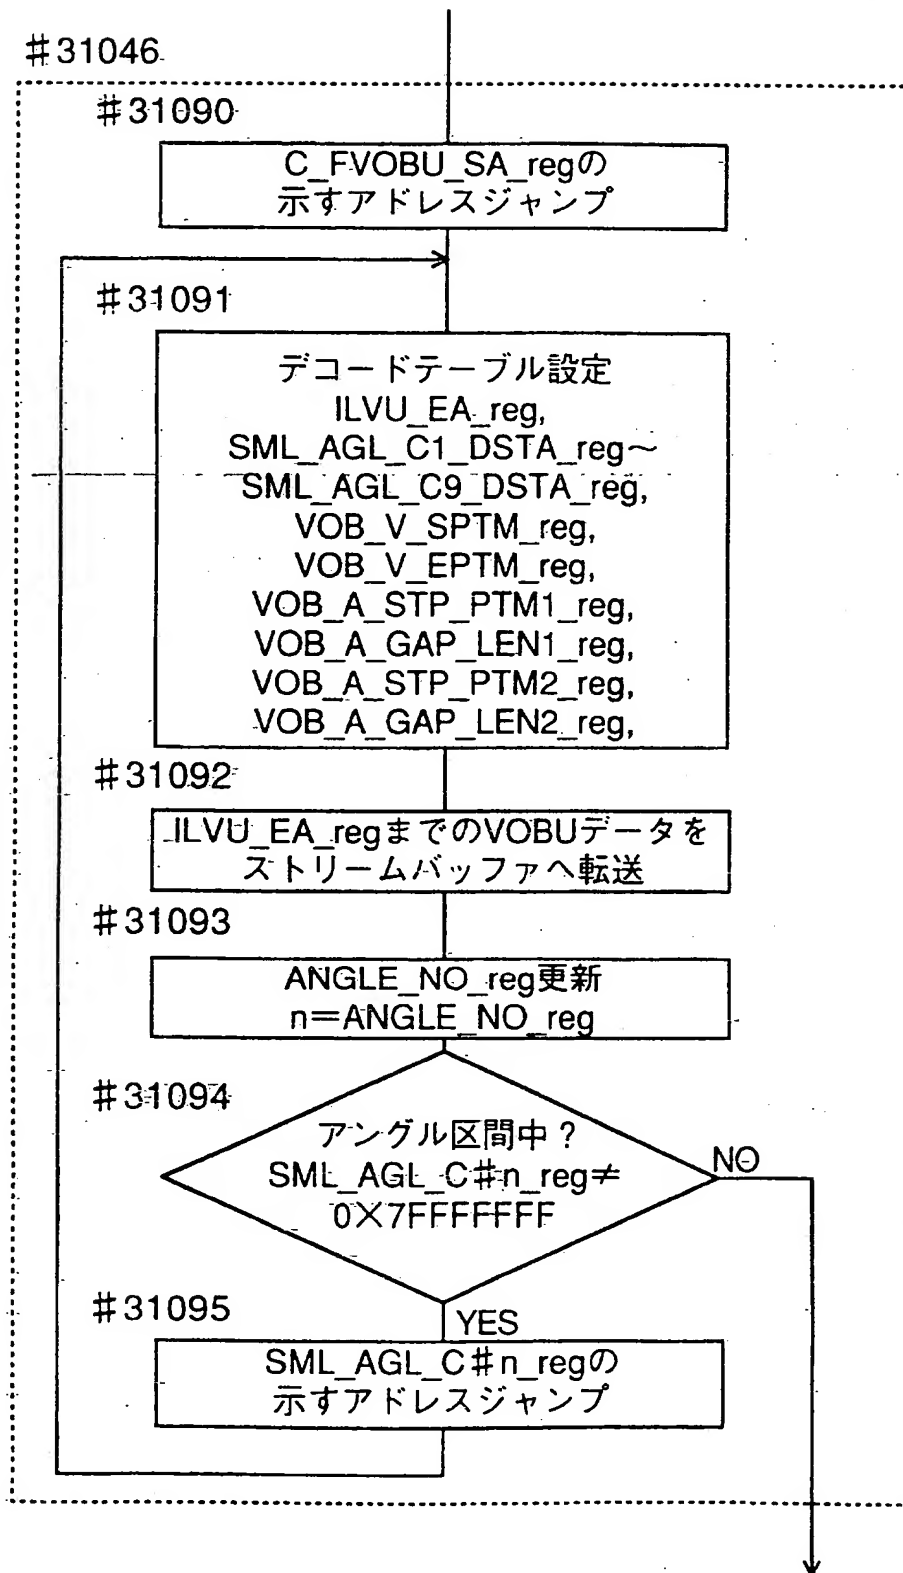 #31046
#31090
C_FVOBU_SA_regの
示すアドレスジャンプ
#31091
デコードテーブル設定
ILVU_EA_reg,
SML_AGL_C1_DSTA_reg～
SML_AGL_C9_DSTA_reg,
VOB_V_SPTM_reg,
VOB_V_EPTM_reg,
VOB_A_STP_PTM1_reg,
VOB_A_GAP_LEN1_reg,
VOB_A_STP_PTM2_reg,
VOB_A_GAP_LEN2_reg,
#31092
ILVU_EA_regまでのVOBUデータを
ストリームバッファへ転送
#31093
ANGLE_NO_reg更新
n＝ANGLE_NO_reg
#31094
アングル区間中？
SML_AGL_C#n_reg≠
0×7FFFFFFF
NO
#31095
YES
SML_AGL_C#n_regの
示すアドレスジャンプ